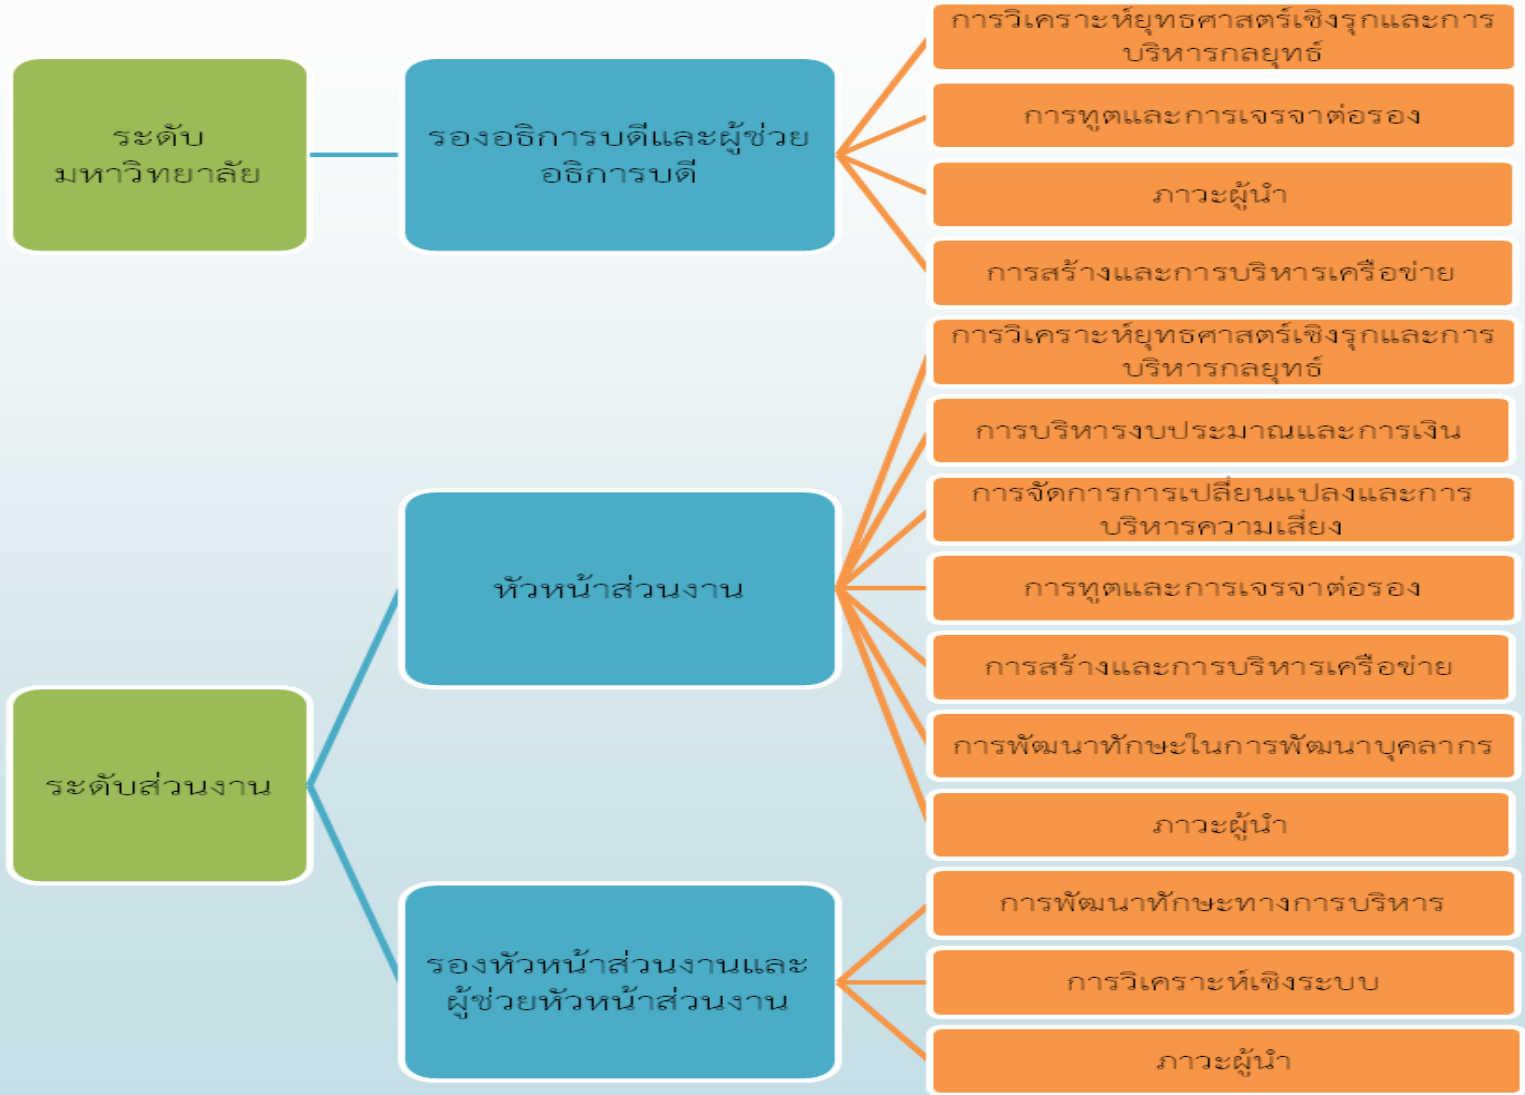 ระดับ
มหาวิทยาลัย
รองอธิการบดีและผู้ช่วย
อธิการบดี
การวิเคราะห์ยุทธศาสตร์เชิงรุกและการ
บริหารกลยุทธ์
การทูตและการเจรจาต่อรอง
ภาวะผู้นำ
การสร้างและการบริหารเครือข่าย
ระดับส่วนงาน
หัวหน้าส่วนงาน
การวิเคราะห์ยุทธศาสตร์เชิงรุกและการ
บริหารกลยุทธ์
การบริหารงบประมาณและการเงิน
การจัดการการเปลี่ยนแปลงและการ
บริหารความเสี่ยง
การทูตและการเจรจาต่อรอง
การสร้างและการบริหารเครือข่าย
การพัฒนาทักษะในการพัฒนาบุคลากร
ภาวะผู้นำ
รองหัวหน้าส่วนงานและ
ผู้ช่วยหัวหน้าส่วนงาน
การพัฒนาทักษะทางการบริหาร
การวิเคราะห์เชิงระบบ
ภาวะผู้นำ